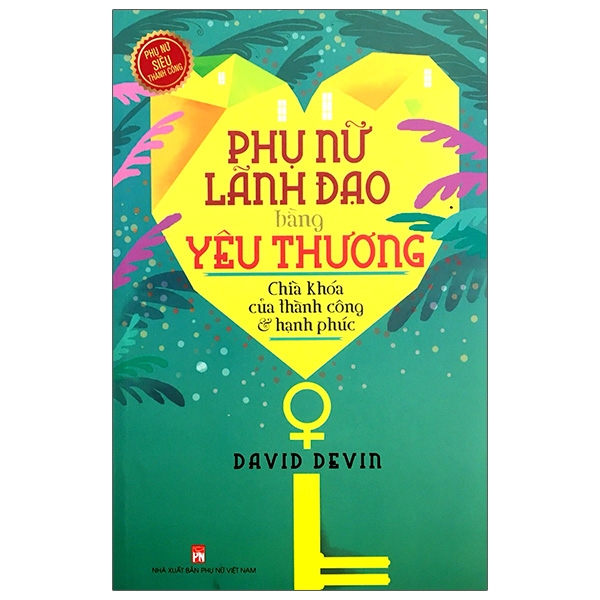 PHỤ NỮ
SIÊU
THÀNH CÔNG
PHỤ NỮ
LÃNH ĐẠO
bằng
YÊU THƯƠNG
Chìa khóa
của thành công
& hạnh phúc
DAVID DEVIN
PN
NHÀ XUẤT BẢN PHỤ NỮ VIỆT NAM